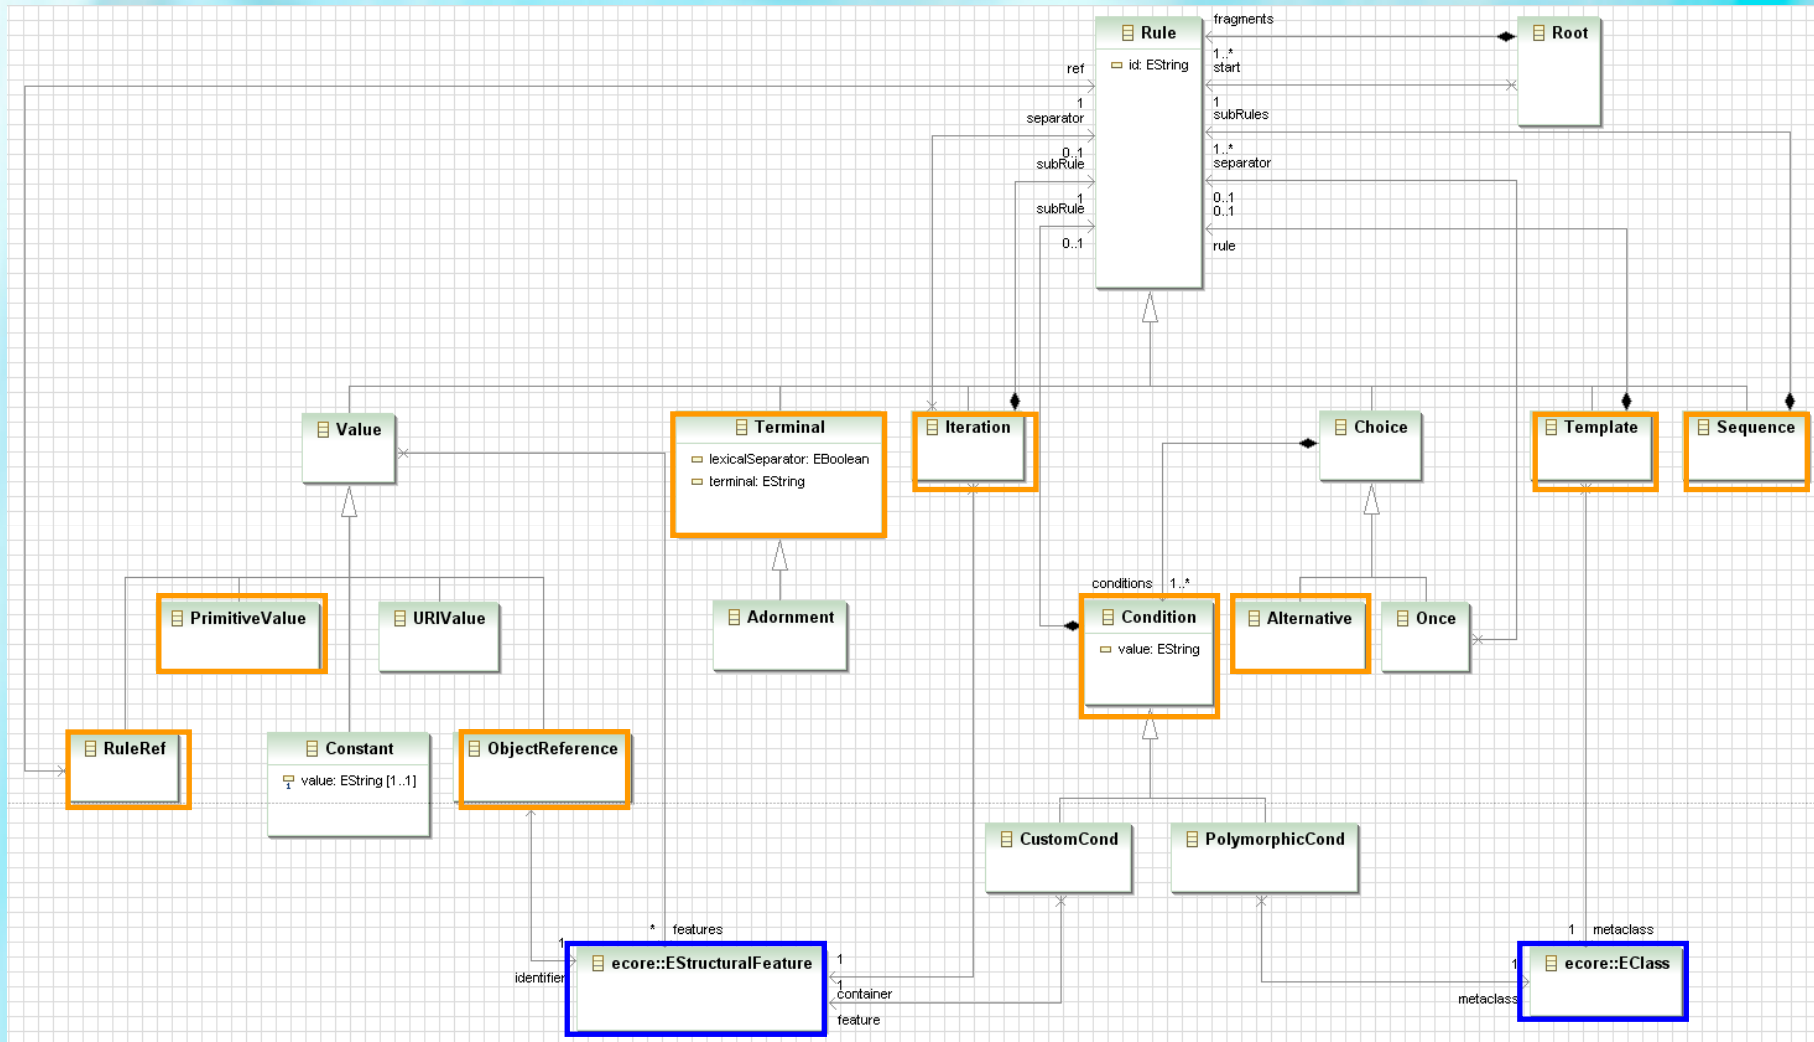 fragments
Rule
Root
1..*
id: EString
ref
start
1
1
separator
subRules
0..1
1..*
subRule
separator
1
0..1
subRule
0..1
0..1
rule
Value
Terminal
Iteration
Choice
Template
Sequence
lexicalSeparator: EBoolean
terminal: EString
conditions
1..*
PrimitiveValue
URIValue
Adornment
Condition
Alternative
Once
value: EString
RuleRef
Constant
ObjectReference
value: EString [1..1]
1
CustomCond
PolymorphicCond
* features
1 metaclass
1
1
ecore::EStructuralFeature
1
ecore::EClass
identifier
1
container
metaclass
feature